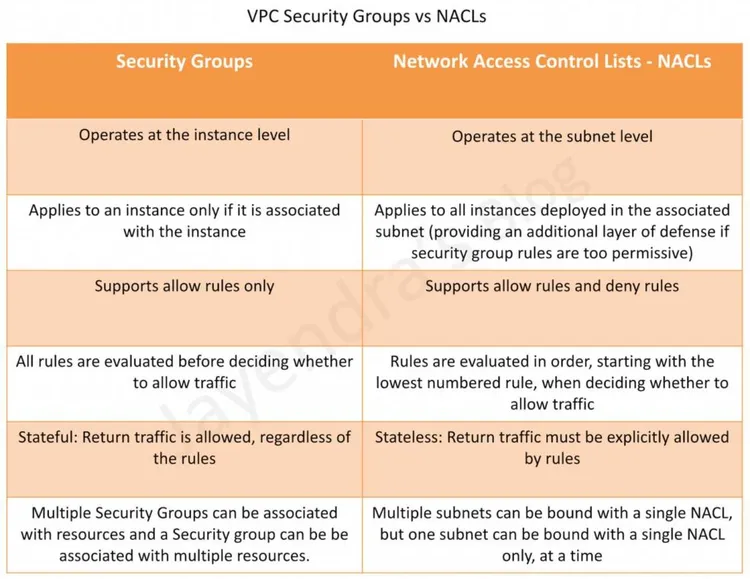 VPC Security Groups vs NACLs
Security Groups
Network Access Control Lists - NACLs
Operates at the instance level
Operates at the subnet level
Applies to an instance only if it is associated
with the instance
Applies to all instances deployed in the associated
subnet (providing an additional layer of defense if
security group rules are too permissive)
Supports allow rules only
Supports allow rules and deny rules
All rules are evaluated before deciding whether
to allow traffic
Rules are evaluated in order, starting with the
lowest numbered rule, when deciding whether to
allow traffic
Stateful: Return traffic is allowed, regardless of
the rules
Stateless: Return traffic must be explicitly allowed
by rules
Multiple Security Groups can be associated
with resources and a Security group can be be
associated with multiple resources.
Multiple subnets can be bound with a single NACL,
but one subnet can be bound with a single NACL
only, at a time
Jayendra's Blog